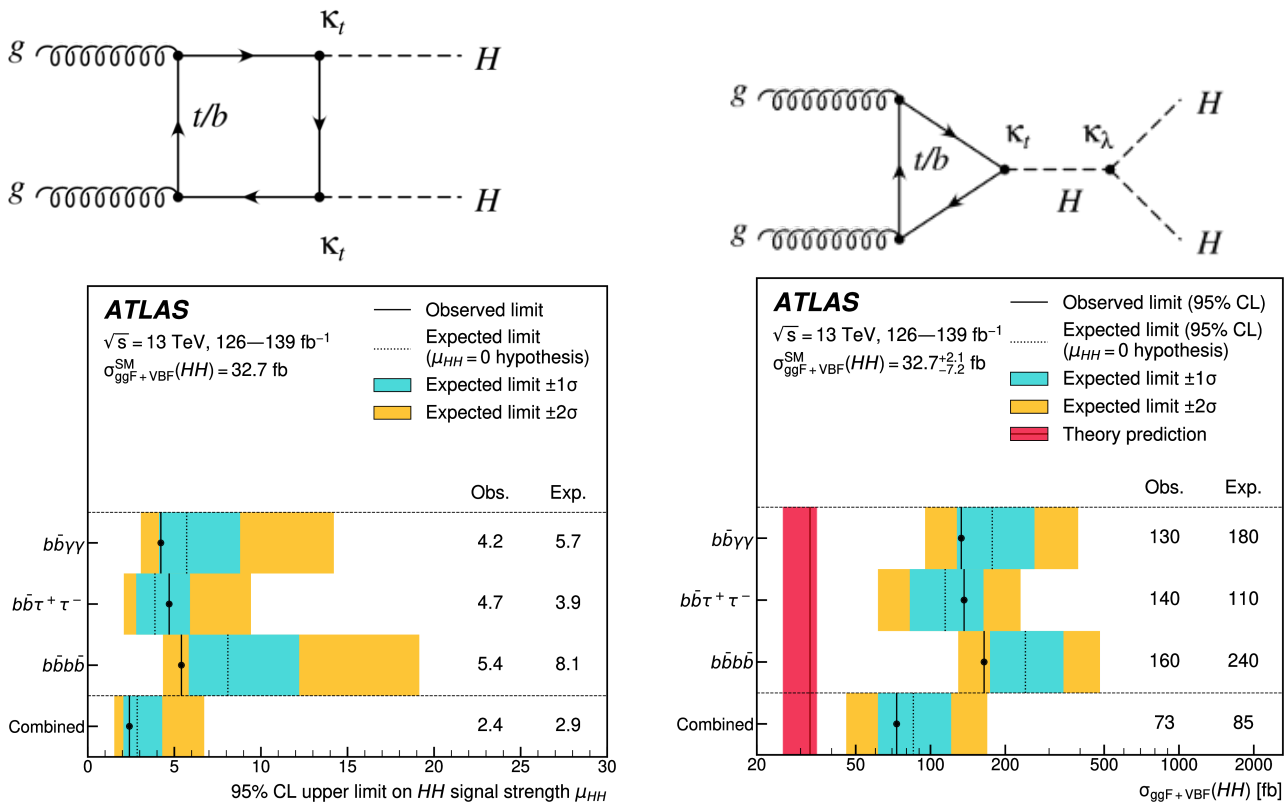 κt
g
H
t/b
g
H
κt
g
H
κt
κλ
t/b
H
g
H
ATLAS
√s = 13 TeV, 126—139 fb⁻¹
σ^SM_ggF + VBF(HH) = 32.7 fb
Observed limit
Expected limit
(μHH = 0 hypothesis)
Expected limit ±1σ
Expected limit ±2σ
Obs. Exp.
bb̄γγ 4.2 5.7
bb̄τ⁺τ⁻ 4.7 3.9
bb̄bb̄ 5.4 8.1
Combined 2.4 2.9
0 5 10 15 20 25 30
95% CL upper limit on HH signal strength μHH
ATLAS
√s = 13 TeV, 126—139 fb⁻¹
σ^SM_ggF + VBF(HH) = 32.7^+2.1_−7.2 fb
Observed limit (95% CL)
Expected limit (95% CL)
(μHH = 0 hypothesis)
Expected limit ±1σ
Expected limit ±2σ
Theory prediction
Obs. Exp.
bb̄γγ 130 180
bb̄τ⁺τ⁻ 140 110
bb̄bb̄ 160 240
Combined 73 85
20 50 100 200 500 1000 2000
σggF + VBF(HH) [fb]